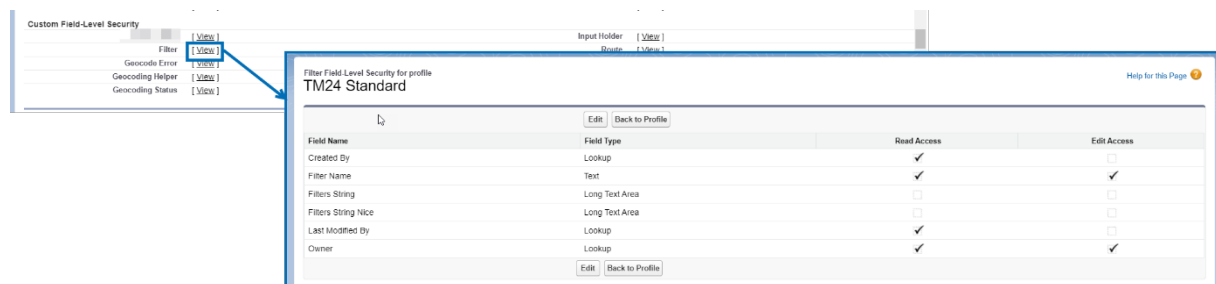 Custom Field-Level Security
[ View ] Input Holder [ View ]
Filter [ View ] Route [ View ]
Geocode Error [ View ]
Geocoding Helper [ View ]
Geocoding Status [ View ]
Filter Field-Level Security for profile
TM24 Standard
Help for this Page
Edit Back to Profile
Field Name Field Type Read Access Edit Access
Created By Lookup
Filter Name Text
Filters String Long Text Area
Filters String Nice Long Text Area
Last Modified By Lookup
Owner Lookup
Edit Back to Profile